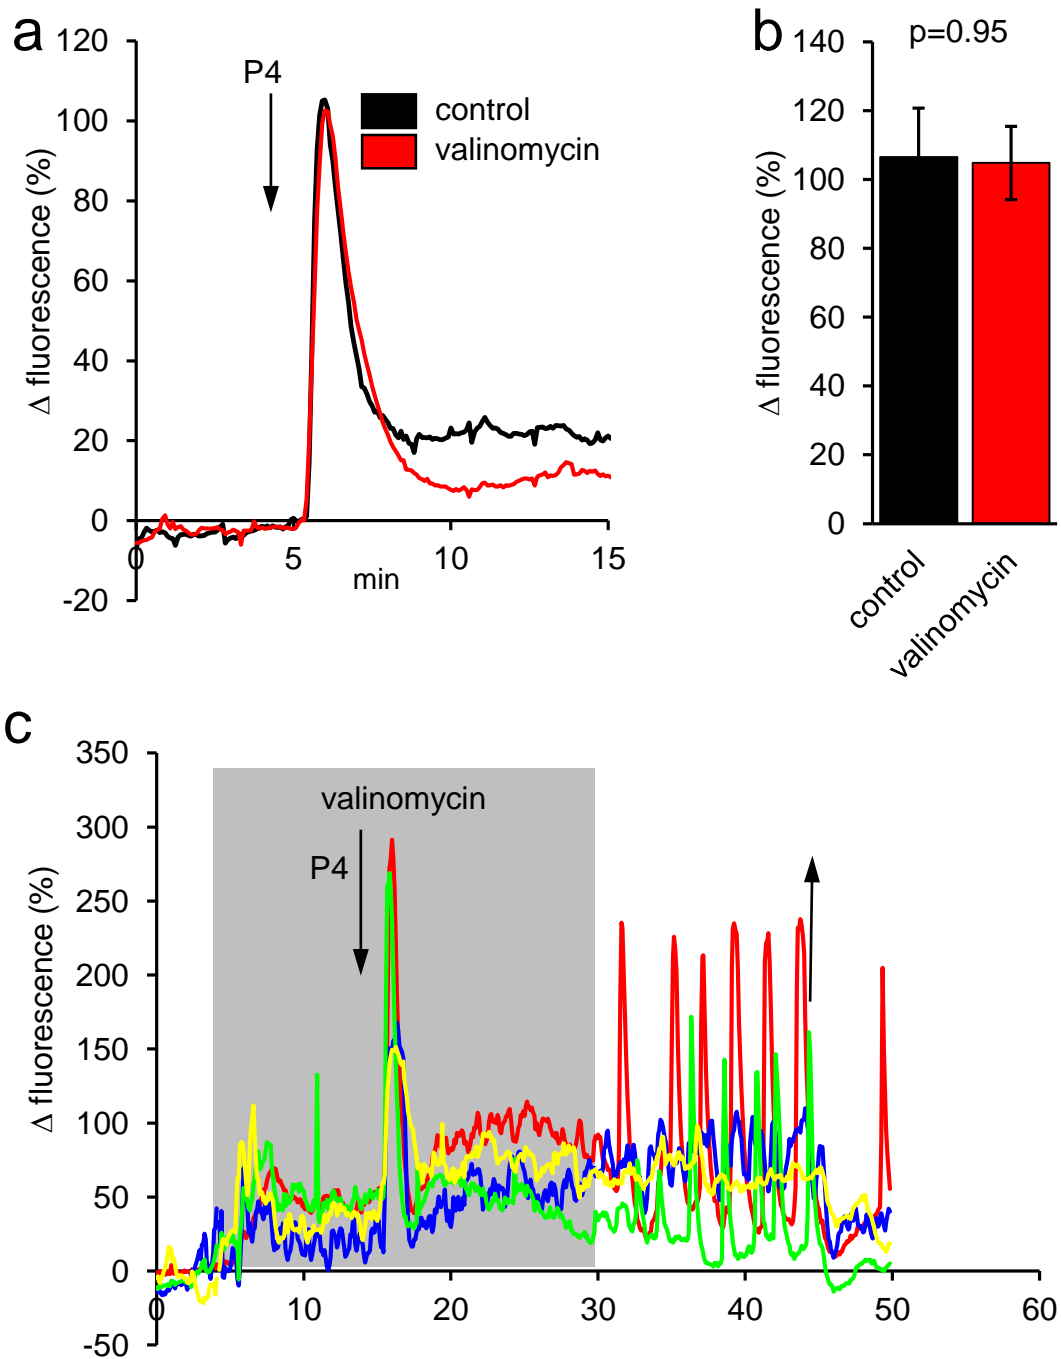 a
120
100
80
60
40
20
0
-20
Δ fluorescence (%)
P4
control
valinomycin
0 5 10 15
min
b
p=0.95
140
120
100
80
60
40
20
0
Δ fluorescence (%)
control
valinomycin
c
350
300
250
200
150
100
50
0
-50
Δ fluorescence (%)
valinomycin
P4
0 10 20 30 40 50 60